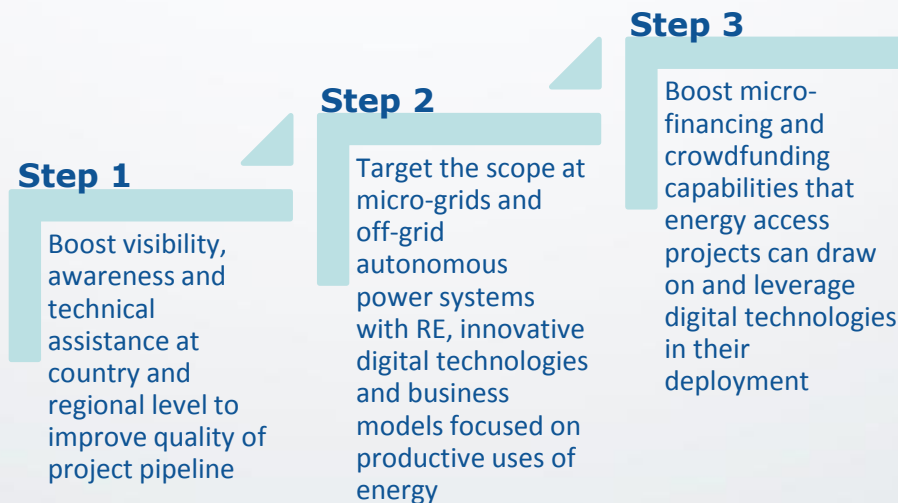 Step 1
Boost visibility,
awareness and
technical
assistance at
country and
regional level to
improve quality of
project pipeline
Step 2
Target the scope at
micro-grids and
off-grid
autonomous
power systems
with RE, innovative
digital technologies
and business
models focused on
productive uses of
energy
Step 3
Boost micro-
financing and
crowdfunding
capabilities that
energy access
projects can draw
on and leverage
digital technologies
in their
deployment